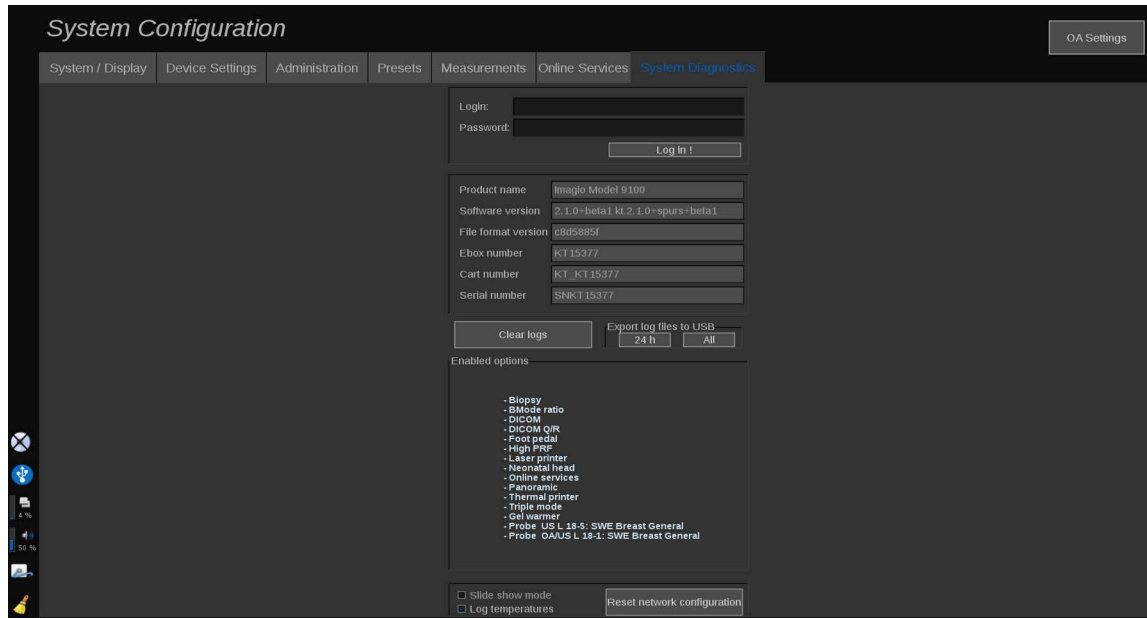 System Configuration
OA Settings
System / Display Device Settings Administration Presets Measurements Online Services System Diagnostics
Login:
Password:
Log in !
Product name Imagio Model 9100
Software version 2.1.0+beta1 kt.2.1.0+spurs+beta1
File format version c8d5885f
Ebox number KT15377
Cart number KT_KT15377
Serial number SNKT15377
Clear logs
Export log files to USB
24 h All
Enabled options
- Biopsy
- BMode ratio
- DICOM
- DICOM Q/R
- Foot pedal
- High PRF
- Laser printer
- Neonatal head
- Online services
- Panoramic
- Thermal printer
- Triple mode
- Gel warmer
- Probe US L 18-5: SWE Breast General
- Probe OA/US L 18-1: SWE Breast General
4 %
50 %
Slide show mode
Log temperatures
Reset network configuration